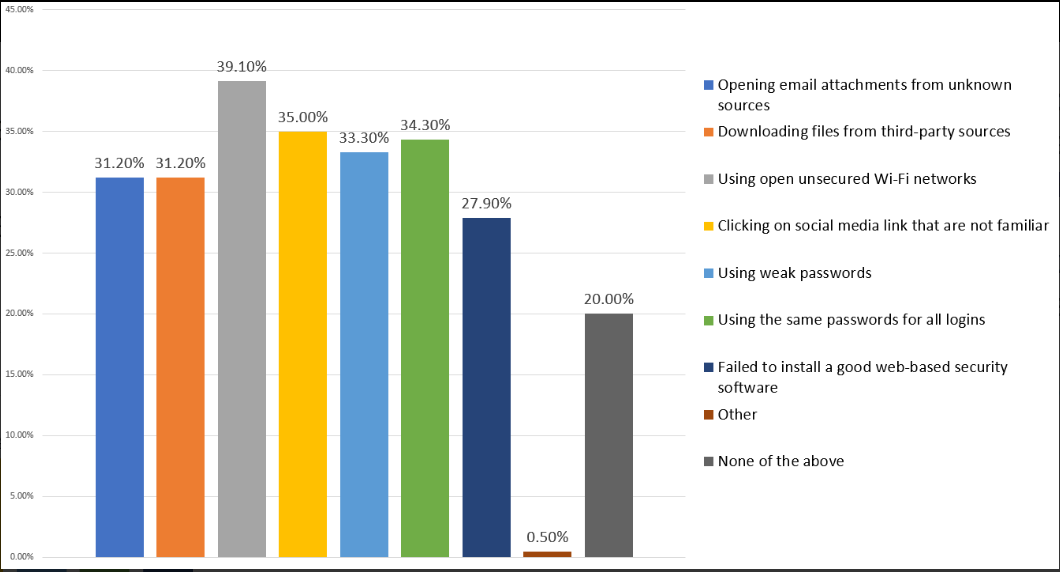 45.00%
40.00%
35.00%
30.00%
25.00%
20.00%
15.00%
10.00%
5.00%
0.00%
31.20%
31.20%
39.10%
35.00%
33.30%
34.30%
27.90%
0.50%
20.00%
Opening email attachments from unknown
sources
Downloading files from third-party sources
Using open unsecured Wi-Fi networks
Clicking on social media link that are not familiar
Using weak passwords
Using the same passwords for all logins
Failed to install a good web-based security
software
Other
None of the above